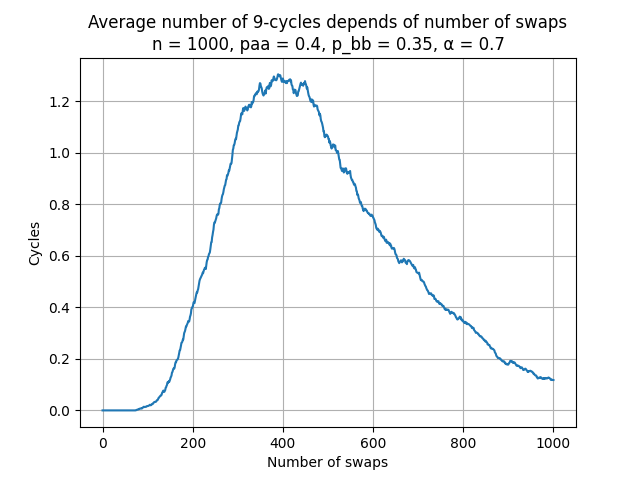 Average number of 9-cycles depends of number of swaps
n = 1000, paa = 0.4, p_bb = 0.35, α = 0.7
Cycles
1.2
1.0
0.8
0.6
0.4
0.2
0.0
0 200 400 600 800 1000
Number of swaps